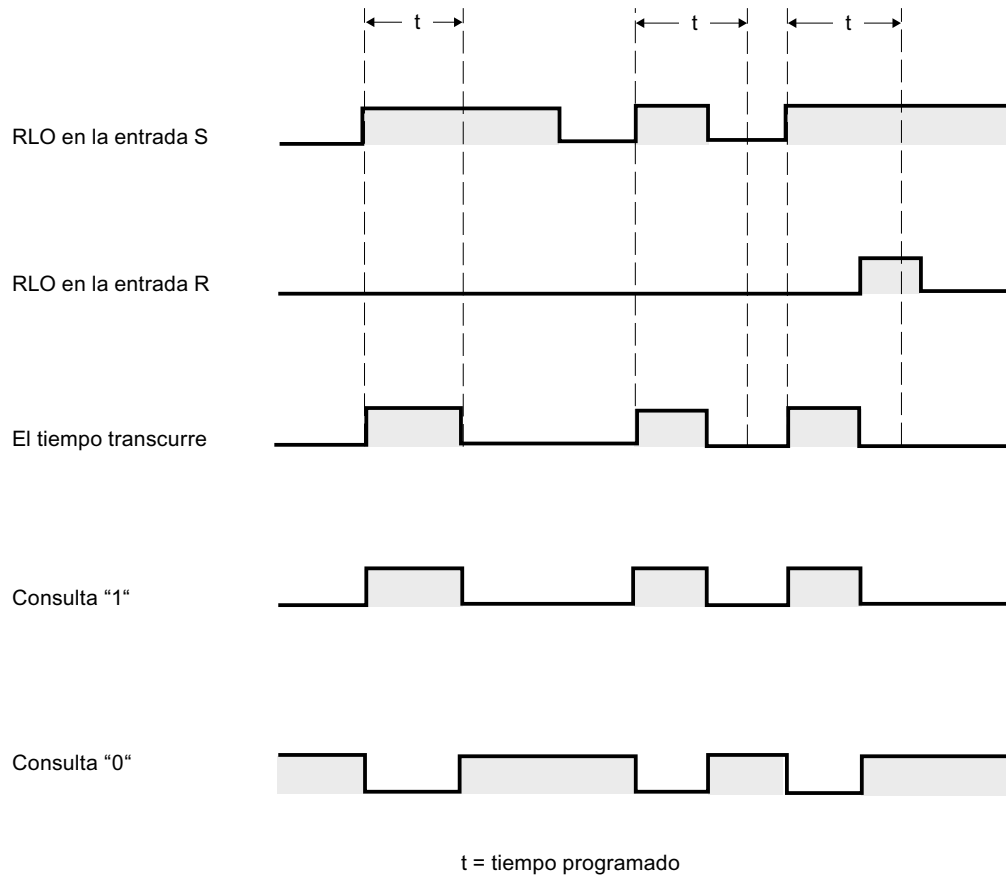 t t t
RLO en la entrada S
RLO en la entrada R
El tiempo transcurre
Consulta “1“
Consulta “0“
t = tiempo programado